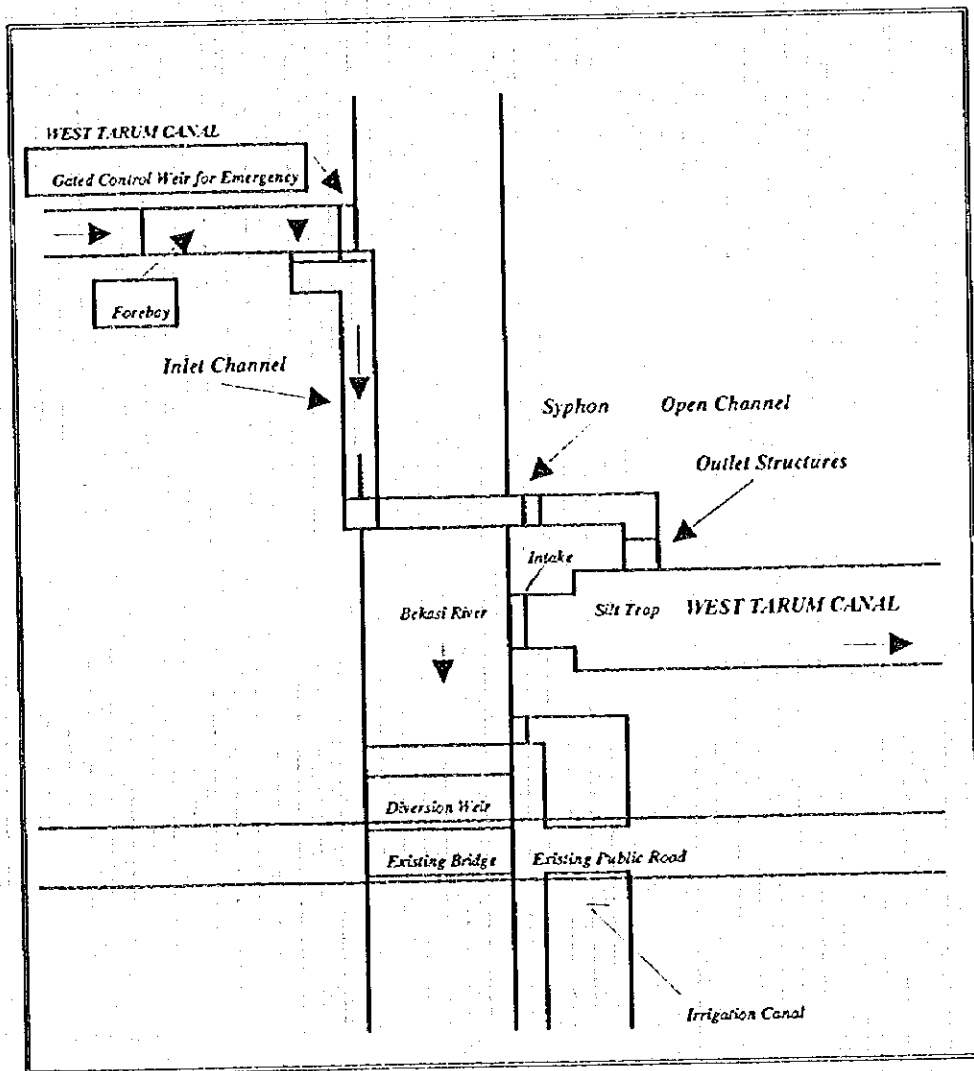 WEST TARUM CANAL
Gated Control Weir for Emergency
Forebay
Inlet Channel
Syphon Open Channel
Outlet Structures
Intake
Bekasi River
Silt Trap WEST TARUM CANAL
Diversion Weir
Existing Bridge Existing Public Road
Irrigation Canal